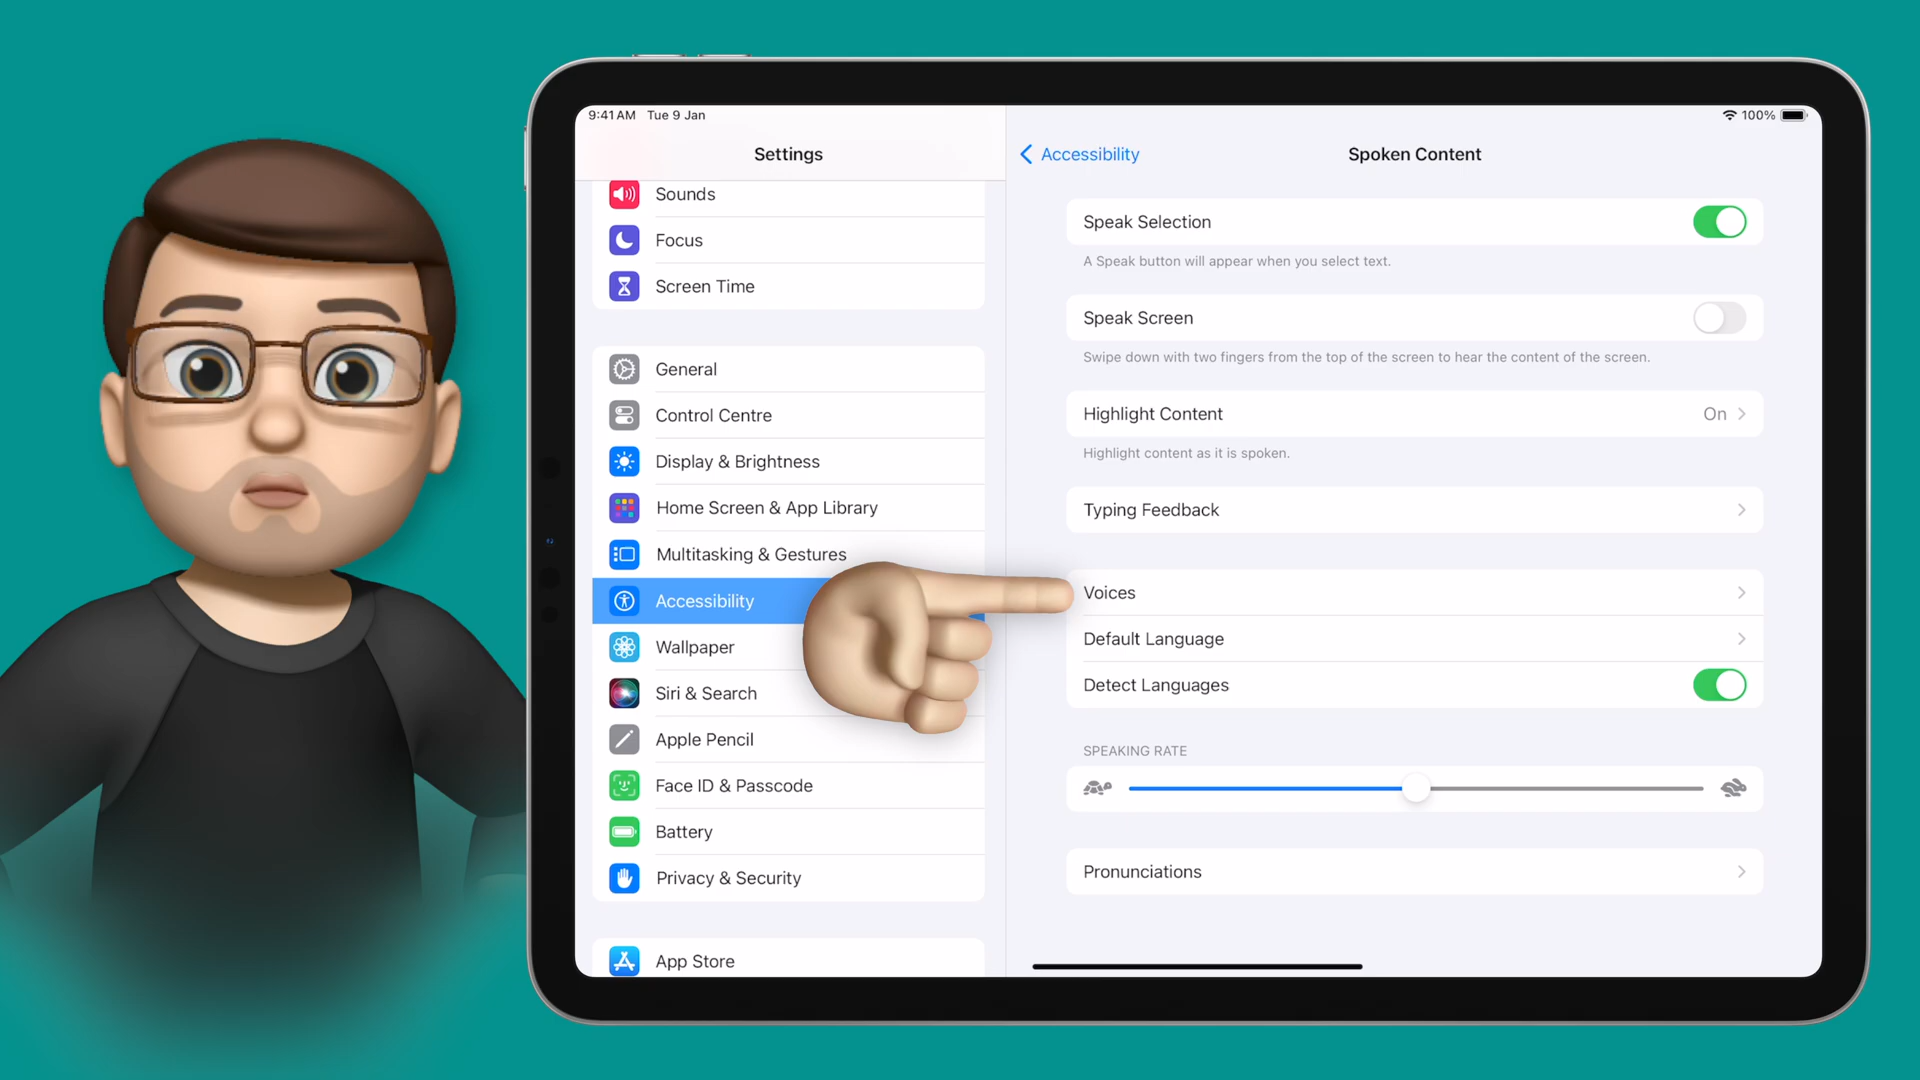 9:41 AM Tue 9 Jan
100%
Settings
Sounds
Focus
Screen Time
General
Control Centre
Display & Brightness
Home Screen & App Library
Multitasking & Gestures
Accessibility
Wallpaper
Siri & Search
Apple Pencil
Face ID & Passcode
Battery
Privacy & Security
App Store
Accessibility
Spoken Content
Speak Selection
A Speak button will appear when you select text.
Speak Screen
Swipe down with two fingers from the top of the screen to hear the content of the screen.
Highlight Content On
Highlight content as it is spoken.
Typing Feedback
Voices
Default Language
Detect Languages
SPEAKING RATE
Pronunciations